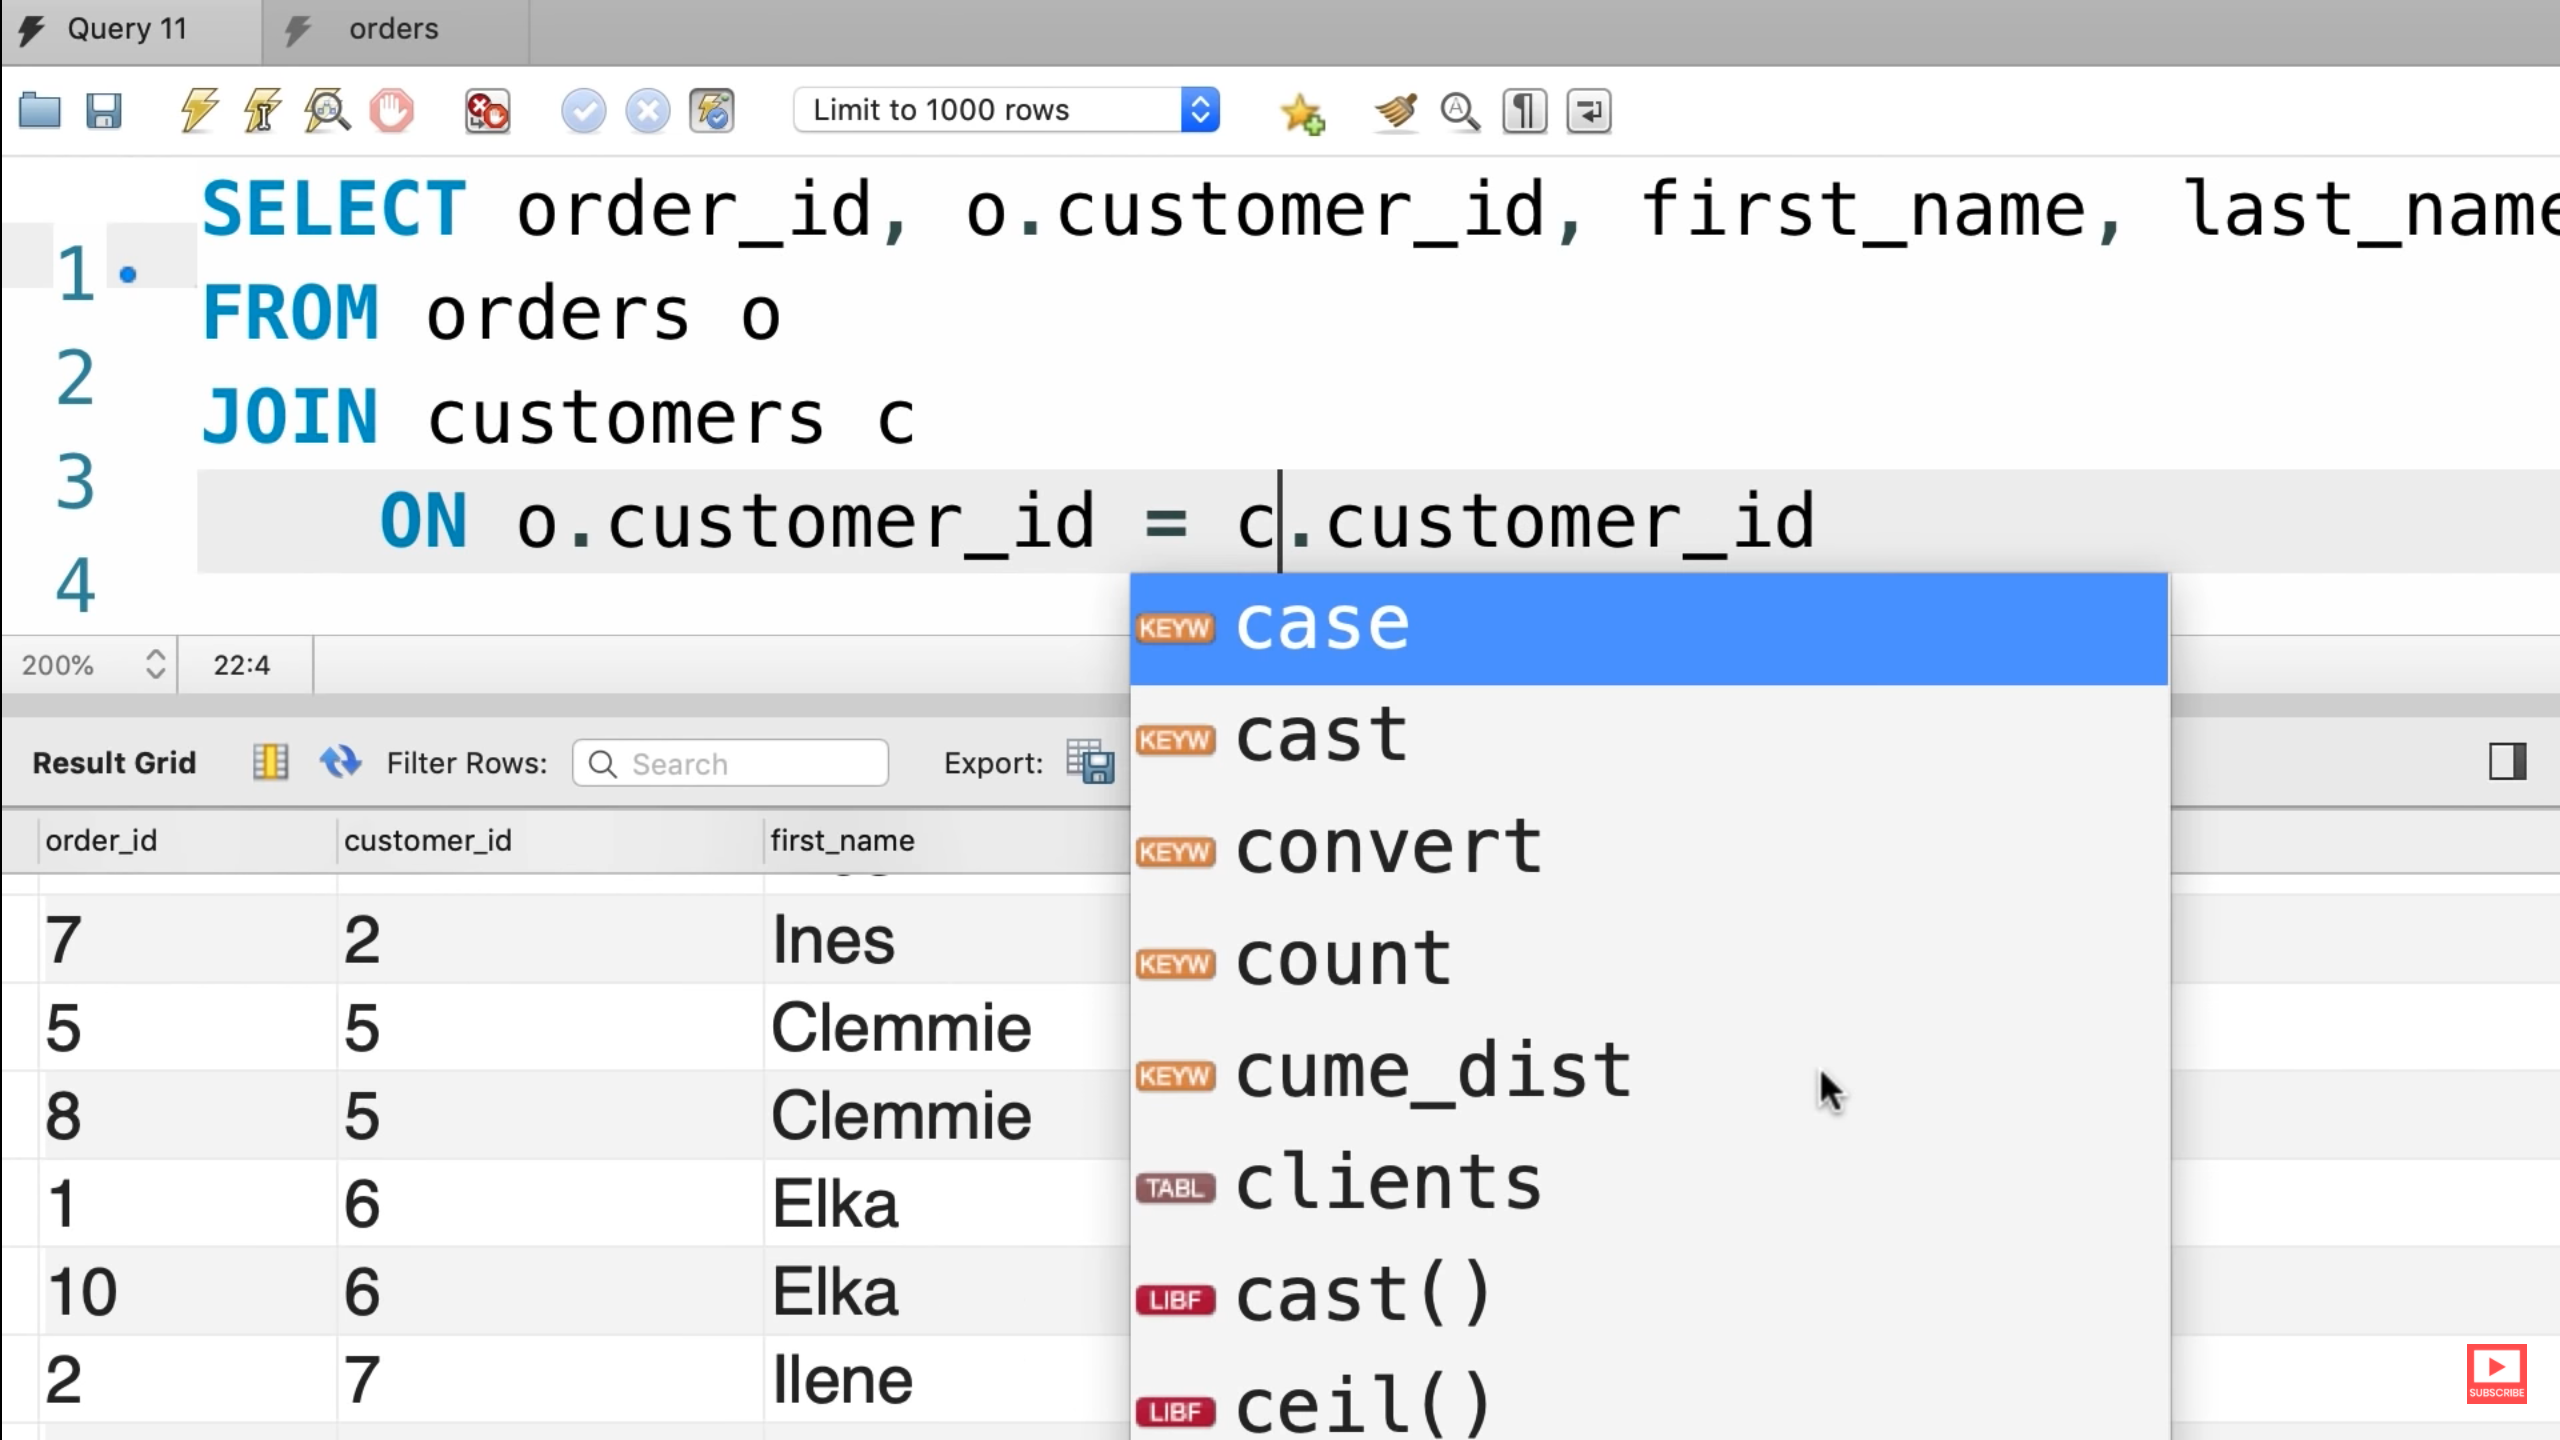 Query 11
orders
Limit to 1000 rows
1 SELECT order_id, o.customer_id, first_name, last_name
2 FROM orders o
3 JOIN customers c
4 ON o.customer_id = c.customer_id
case
KEYW
cast
KEYW
convert
KEYW
count
KEYW
cume_dist
KEYW
clients
TABL
cast()
LIBF
ceil()
LIBF
200%
22:4
Result Grid
Filter Rows:
Search
Export:
order_id customer_id first_name
7 2 Ines
5 5 Clemmie
8 5 Clemmie
1 6 Elka
10 6 Elka
2 7 Ilene
SUBSCRIBE